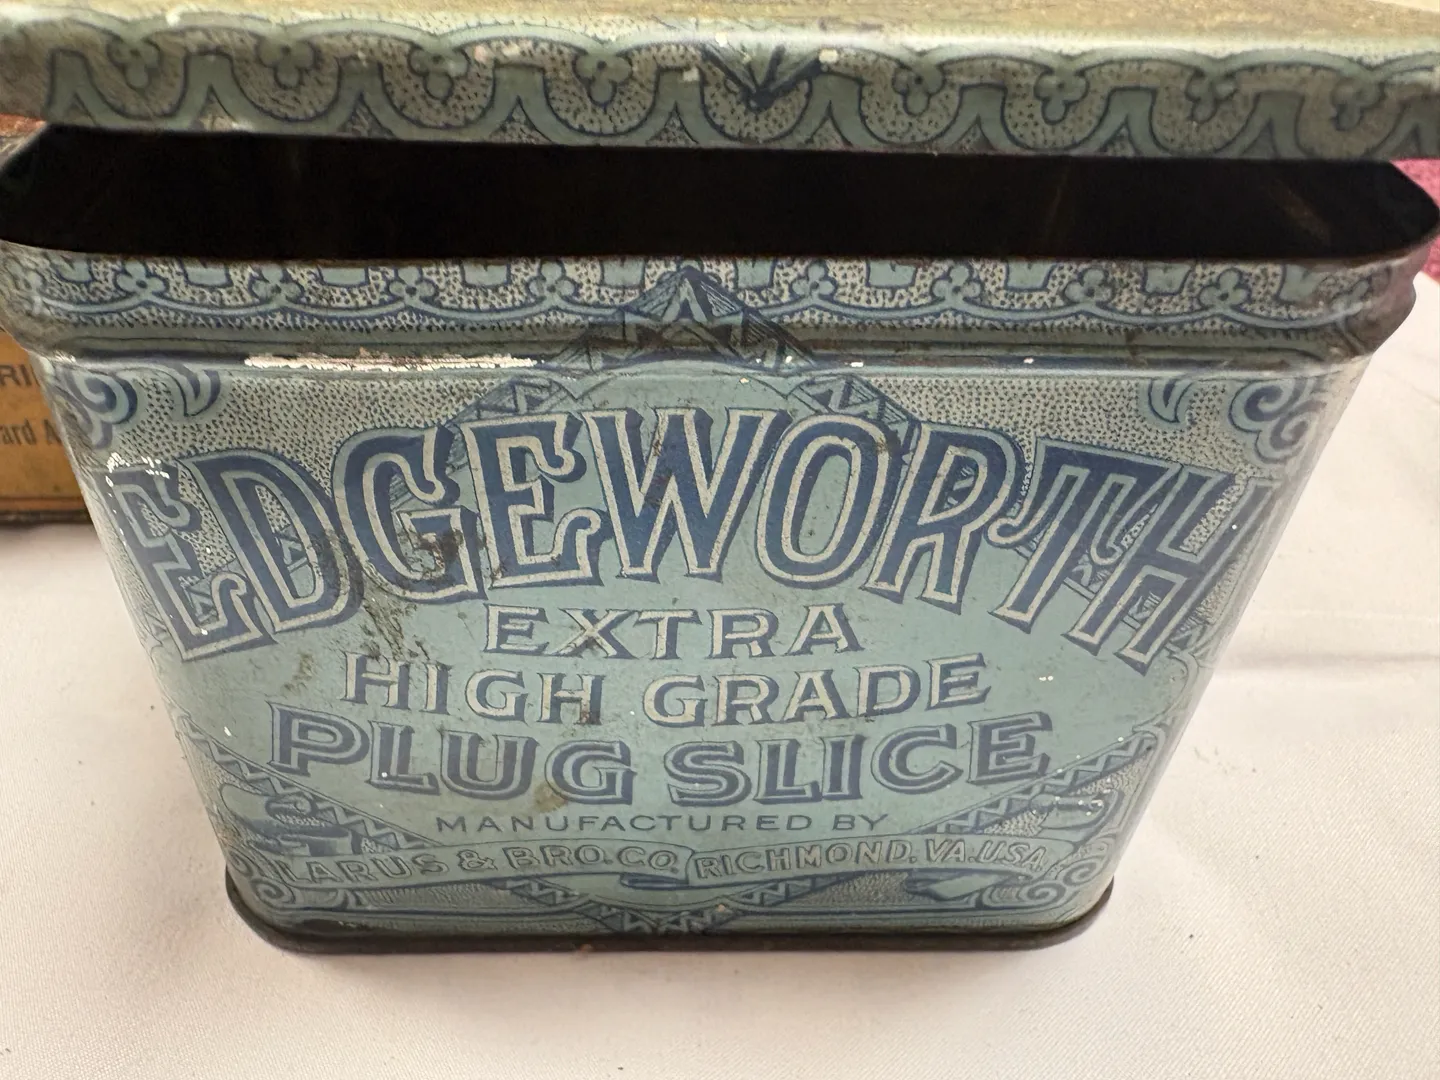 EDGEWORTH
EXTRA
HIGH GRADE
PLUG SLICE
MANUFACTURED BY
LARUS & BRO. CO. RICHMOND. VA. U.S.A.